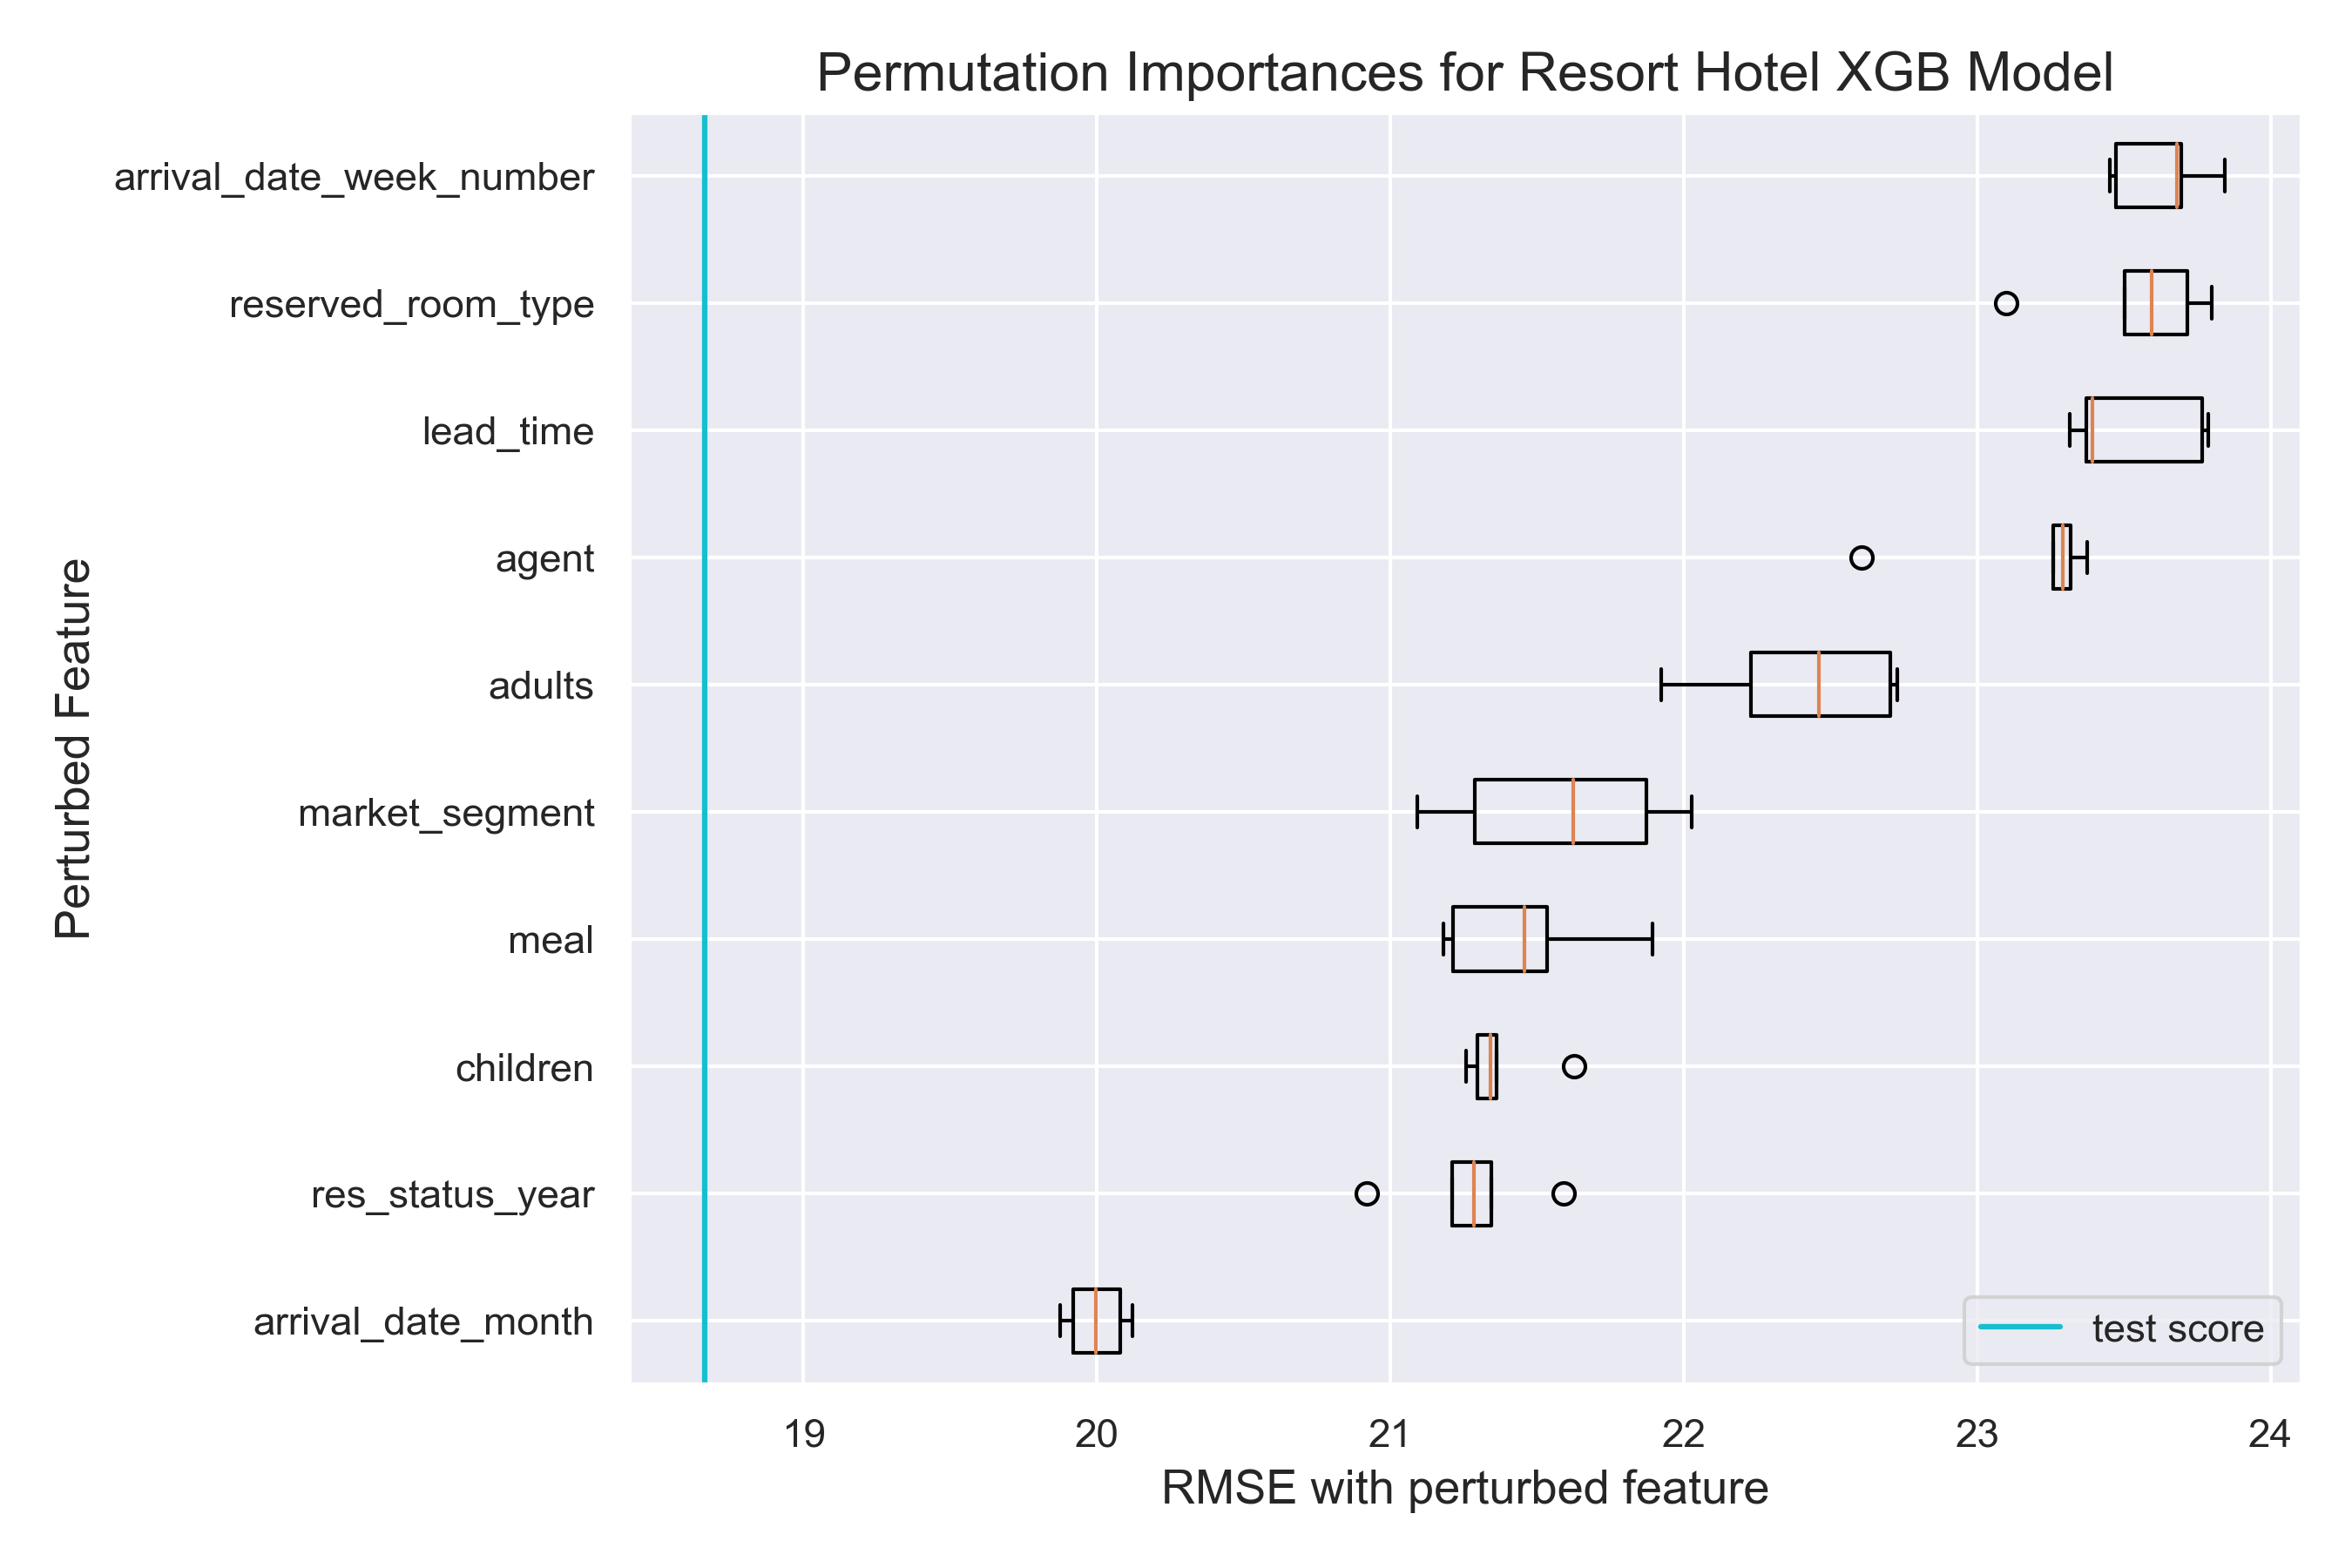 Permutation Importances for Resort Hotel XGB Model
Perturbed Feature
arrival_date_week_number
reserved_room_type
lead_time
agent
adults
market_segment
meal
children
res_status_year
arrival_date_month
test score
19 20 21 22 23 24
RMSE with perturbed feature